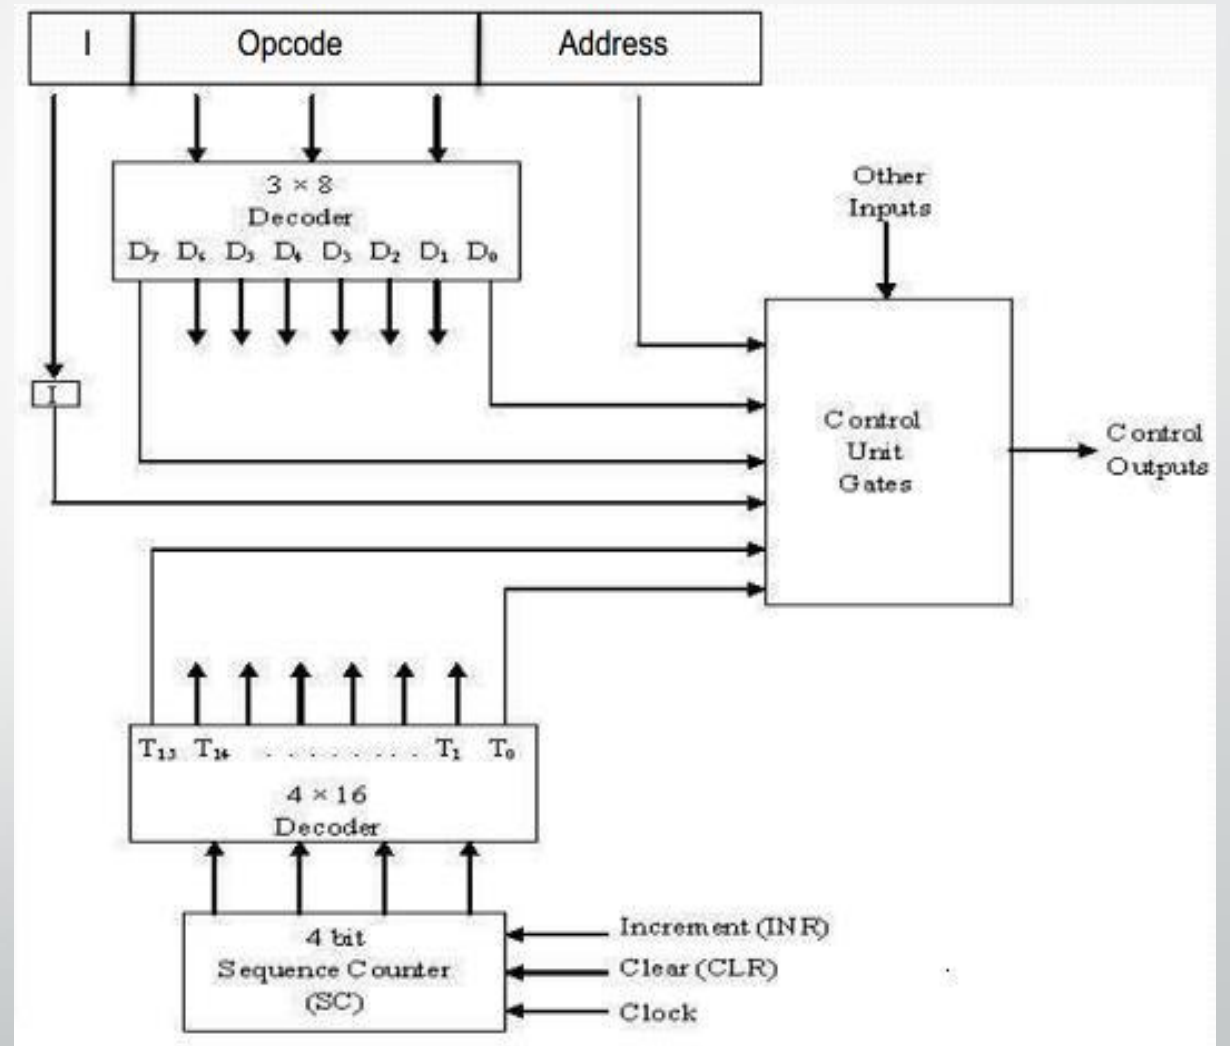 I Opcode Address
3 × 8
Decoder
D7 D6 D5 D4 D3 D2 D1 D0
Other
Inputs
I
Control
Unit
Gates
Control
Outputs
T15 T14 . . . . . . . . . T1 T0
4 × 16
Decoder
4 bit
Sequence Counter
(SC)
Increment (INR)
Clear (CLR)
Clock